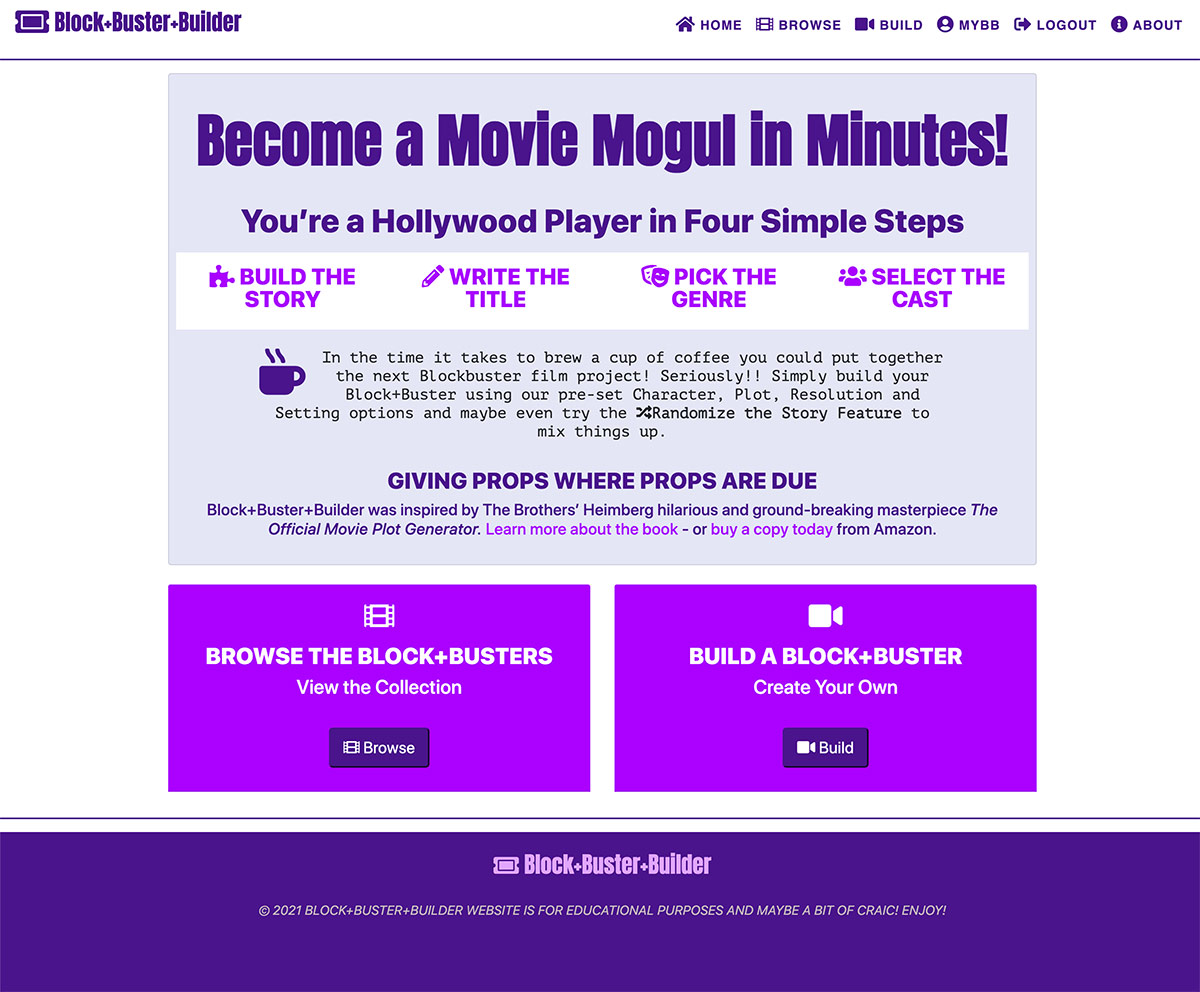 Block+Buster+Builder
HOME BROWSE BUILD MYBB LOGOUT ABOUT
Become a Movie Mogul in Minutes!
You’re a Hollywood Player in Four Simple Steps
BUILD THE
STORY
WRITE THE
TITLE
PICK THE
GENRE
SELECT THE
CAST
In the time it takes to brew a cup of coffee you could put together
the next Blockbuster film project! Seriously!! Simply build your
Block+Buster using our pre-set Character, Plot, Resolution and
Setting options and maybe even try the Randomize the Story Feature to
mix things up.
GIVING PROPS WHERE PROPS ARE DUE
Block+Buster+Builder was inspired by The Brothers’ Heimberg hilarious and ground-breaking masterpiece The
Official Movie Plot Generator. Learn more about the book - or buy a copy today from Amazon.
BROWSE THE BLOCK+BUSTERS
View the Collection
Browse
BUILD A BLOCK+BUSTER
Create Your Own
Build
Block+Buster+Builder
© 2021 BLOCK+BUSTER+BUILDER WEBSITE IS FOR EDUCATIONAL PURPOSES AND MAYBE A BIT OF CRAIC! ENJOY!